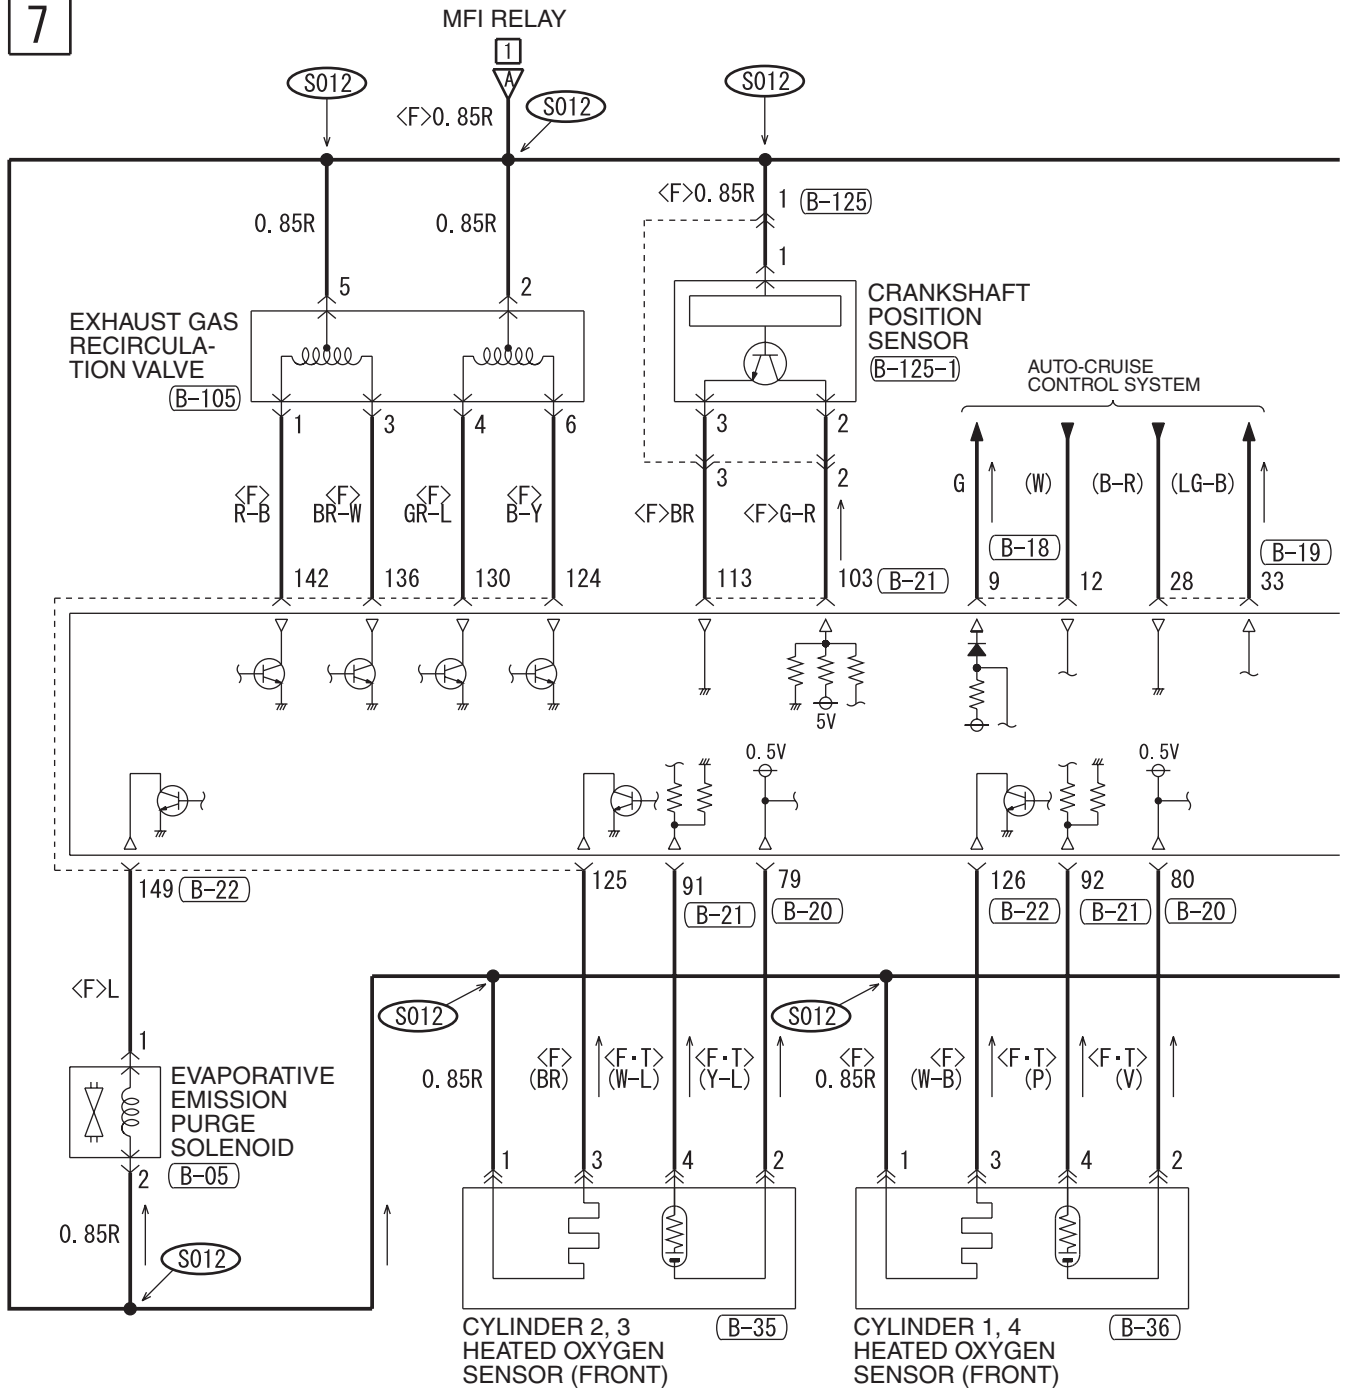 7
MFI RELAY
1
A
S012
S012
S012
<F>0.85R
<F>0.85R
1
B-125
0.85R
0.85R
1
5
2
EXHAUST GAS
RECIRCULA-
TION VALVE
B-105
CRANKSHAFT
POSITION
SENSOR
B-125-1
AUTO-CRUISE
CONTROL SYSTEM
1
3
4
6
3
2
3
2
<F>
R-B
<F>
BR-W
<F>
GR-L
<F>
B-Y
<F>BR
<F>G-R
G
(W)
(B-R)
(LG-B)
B-18
B-19
142
136
130
124
113
103
B-21
9
12
28
33
5V
0.5V
0.5V
149
B-22
125
91
B-21
79
B-20
126
B-22
92
B-21
80
B-20
<F>L
S012
S012
0.85R
<F>
(BR)
<F·T>
(W-L)
<F·T>
(Y-L)
<F>
0.85R
<F>
(W-B)
<F·T>
(P)
<F·T>
(V)
1
EVAPORATIVE
EMISSION
PURGE
SOLENOID
B-05
2
1
3
4
2
1
3
4
2
0.85R
S012
CYLINDER 2, 3
HEATED OXYGEN
SENSOR (FRONT)
B-35
CYLINDER 1, 4
HEATED OXYGEN
SENSOR (FRONT)
B-36